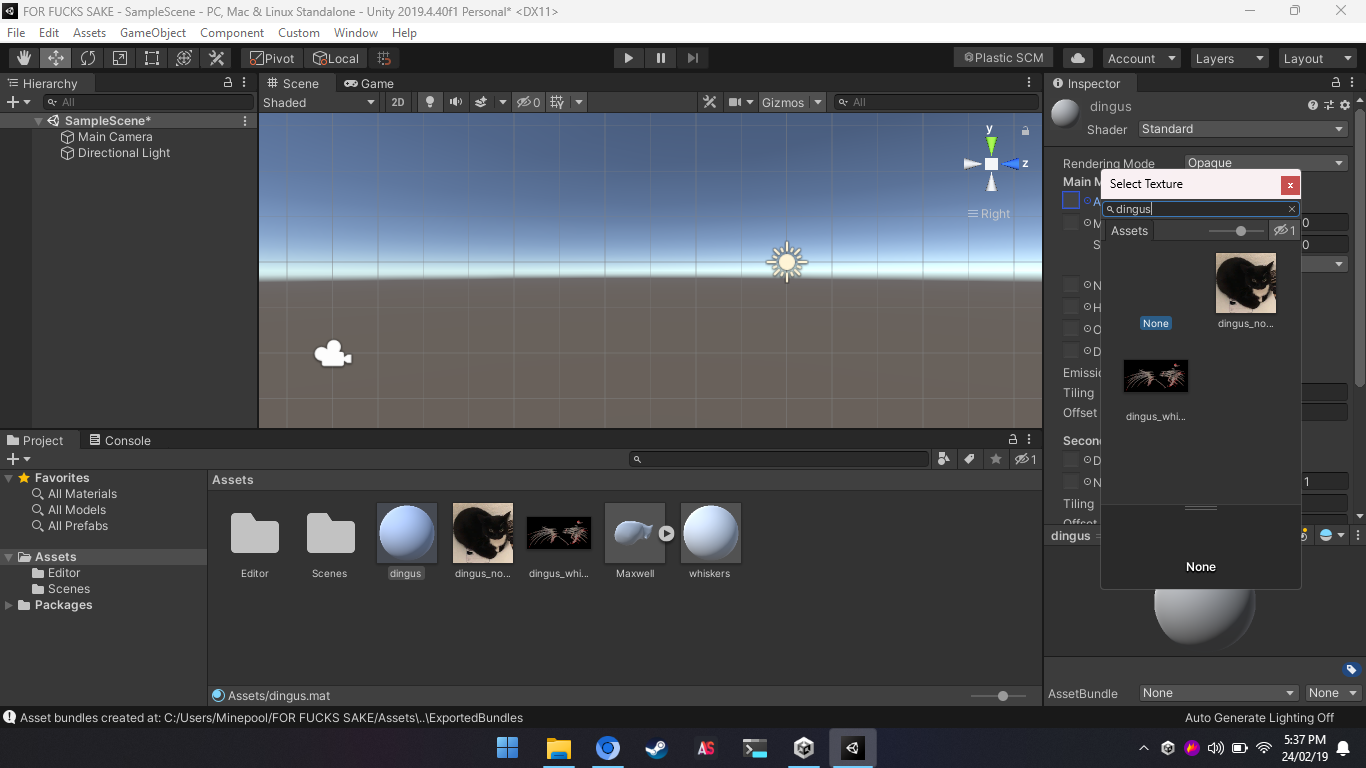 FOR FUCKS SAKE - SampleScene - PC, Mac & Linux Standalone - Unity 2019.4.40f1 Personal* <DX11>
File Edit Assets GameObject Component Custom Window Help
Pivot Local Plastic SCM Account Layers Layout
Hierarchy Scene Game Inspector
All Shaded 2D 0 Gizmos All
SampleScene*
Main Camera
Directional Light
y
z
Right
dingus
Shader Standard
Rendering Mode Opaque
Main M
Select Texture
x
dingus
A
Assets 1
M 0
S 0
None dingus_no...
dingus_whi...
N
H
O
D
Emissio
Tiling
Offset
Second
D
N 1
Tiling
Offset
dingus
None
AssetBundle None None
Project Console
1
Favorites
All Materials
All Models
All Prefabs
Assets
Editor
Scenes
Packages
Assets
Editor Scenes dingus dingus_no... dingus_whi... Maxwell whiskers
Assets/dingus.mat
Asset bundles created at: C:/Users/Minepool/FOR FUCKS SAKE/Assets\..\ExportedBundles
Auto Generate Lighting Off
AS
5:37 PM
24/02/19